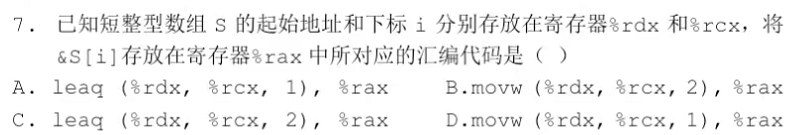 7. 已知短整型数组 S 的起始地址和下标 i 分别存放在寄存器%rdx 和%rcx，将
&S[i]存放在寄存器%rax 中所对应的汇编代码是（ ）
A. leaq (%rdx, %rcx, 1), %rax B.movw (%rdx, %rcx, 2), %rax
C. leaq (%rdx, %rcx, 2), %rax D.movw (%rdx, %rcx, 1), %rax